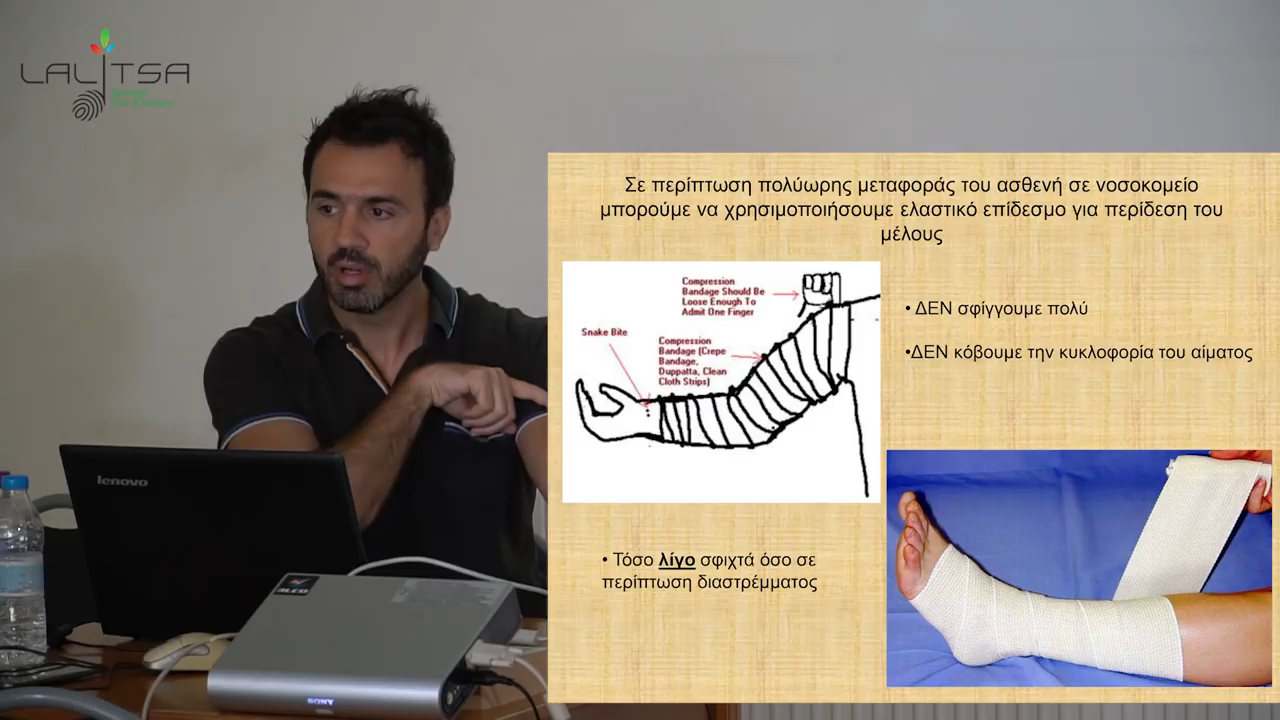 LALITSA
Σε περίπτωση πολύωρης μεταφοράς του ασθενή σε νοσοκομείο
μπορούμε να χρησιμοποιήσουμε ελαστικό επίδεσμο για περίδεση του
μέλους
Compression
Bandage Should Be
Loose Enough To
Admit One Finger
Snake Bite
Compression
Bandage (Crepe
Bandage,
Duppatta, Clean
Cloth Strips)
• ΔΕΝ σφίγγουμε πολύ
•ΔΕΝ κόβουμε την κυκλοφορία του αίματος
• Τόσο λίγο σφιχτά όσο σε
περίπτωση διαστρέμματος
lenovo
SONY